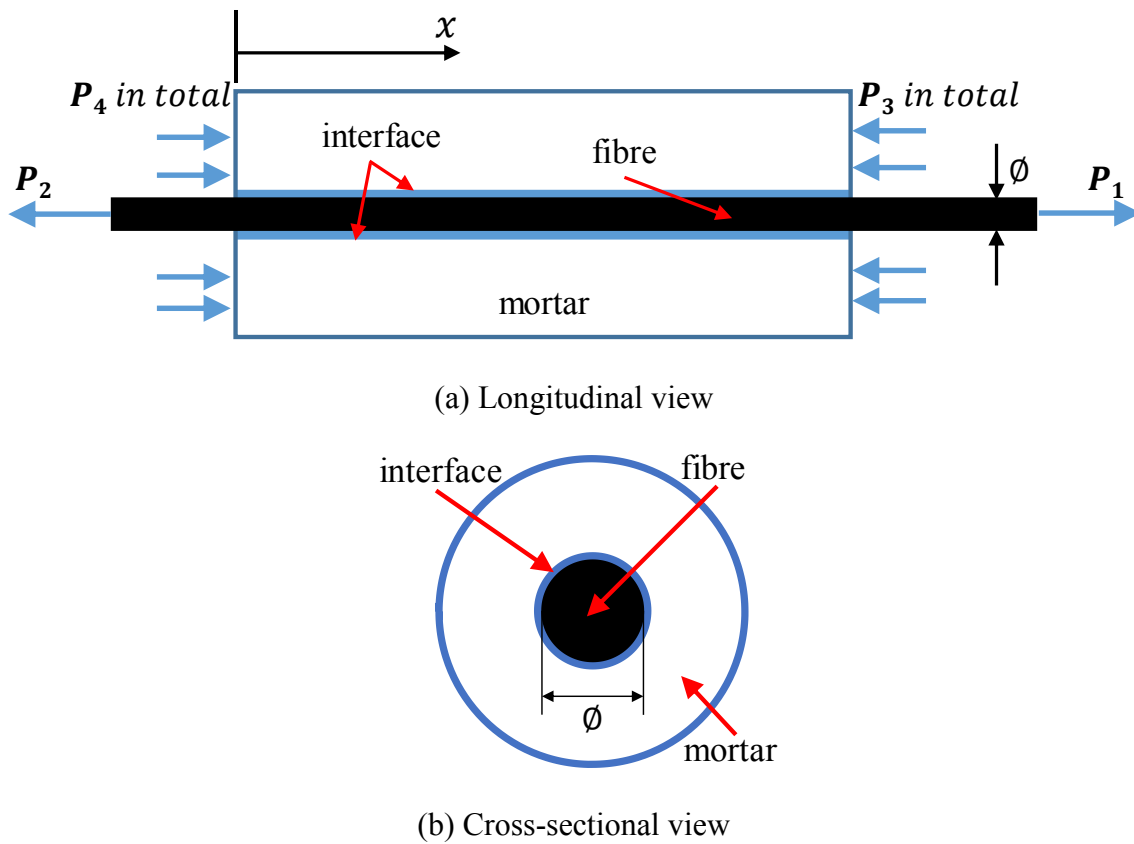 x
P₄ in total
P₃ in total
interface
fibre
∅
P₂
P₁
mortar
(a) Longitudinal view
interface
fibre
∅
mortar
(b) Cross-sectional view